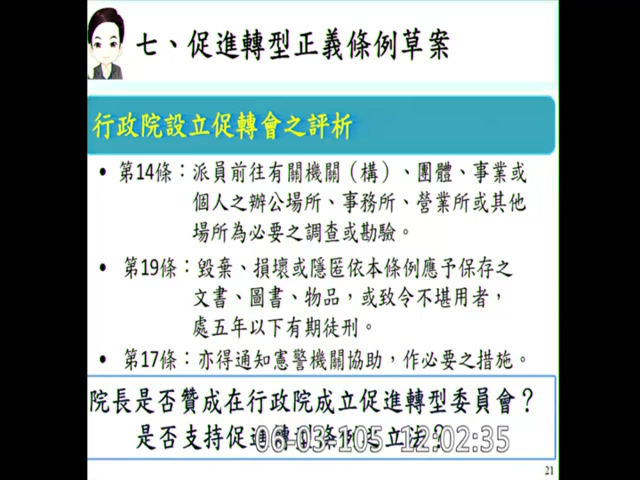 七、促進轉型正義條例草案
行政院設立促轉會之評析
• 第14條：派員前往有關機關（構）、團體、事業或
個人之辦公場所、事務所、營業所或其他
場所為必要之調查或勘驗。
• 第19條：毀棄、損壞或隱匿依本條例應予保存之
文書、圖書、物品，或致令不堪用者，
處五年以下有期徒刑。
• 第17條：亦得通知憲警機關協助，作必要之措施。
院長是否贊成在行政院成立促進轉型委員會？
是否支持促進轉型條例之立法？
06-03-105 12:02:35
21